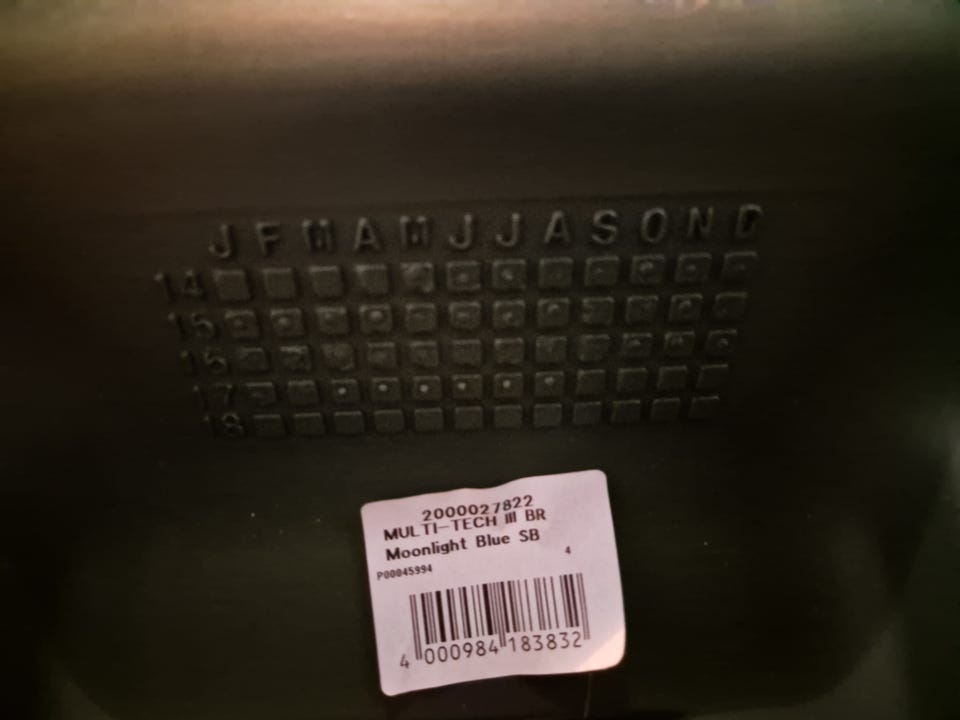 J F M A M J J A S O N D
14
15
16
17
18
2000027822
MULTI-TECH III BR
Moonlight Blue SB
4
P00045994
4 000984 183832